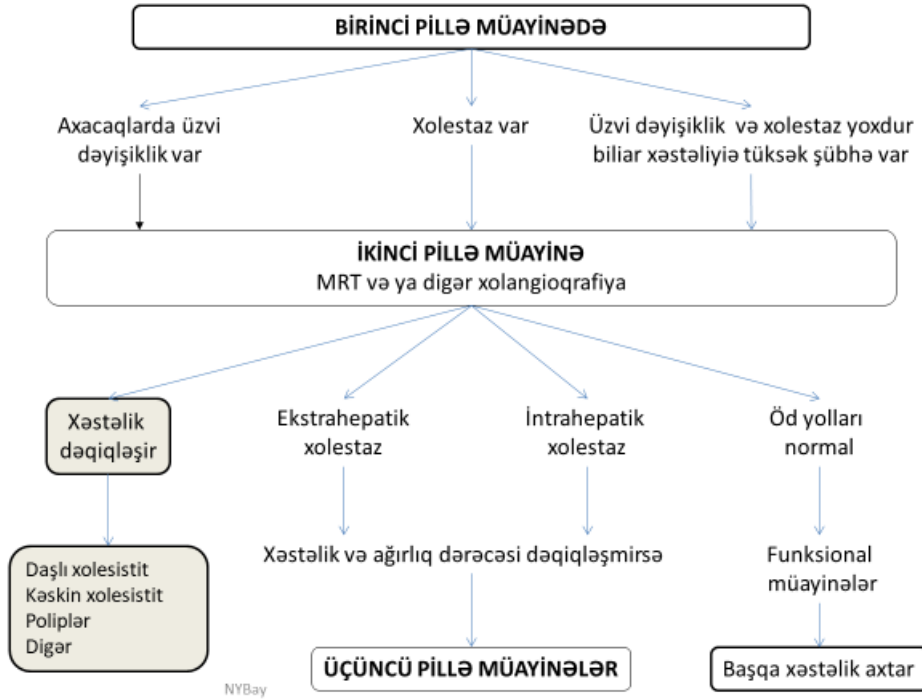 BİRİNCİ PİLLƏ MÜAYİNƏDƏ
Axacaqlarda üzvi
dəyişiklik var
Xolestaz var
Üzvi dəyişiklik və xolestaz yoxdur
biliar xəstəliyiə tüksək şübhə var
İKİNCİ PİLLƏ MÜAYİNƏ
MRT və ya digər xolangioqrafiya
Xəstəlik
dəqiqləşir
Ekstrahepatik
xolestaz
İntrahepatik
xolestaz
Öd yolları
normal
Daşlı xolesistit
Kəskin xolesistit
Poliplər
Digər
Xəstəlik və ağırlıq dərəcəsi dəqiqləşmirsə
Funksional
müayinələr
ÜÇÜNCÜ PİLLƏ MÜAYİNƏLƏR
Başqa xəstəlik axtar
NYBay